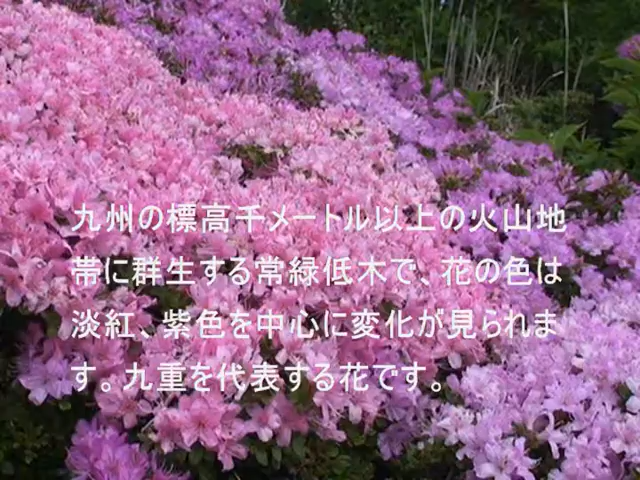 九州の標高千メートル以上の火山地
帯に群生する常緑低木で、花の色は
淡紅、紫色を中心に変化が見られま
す。九重を代表する花です。